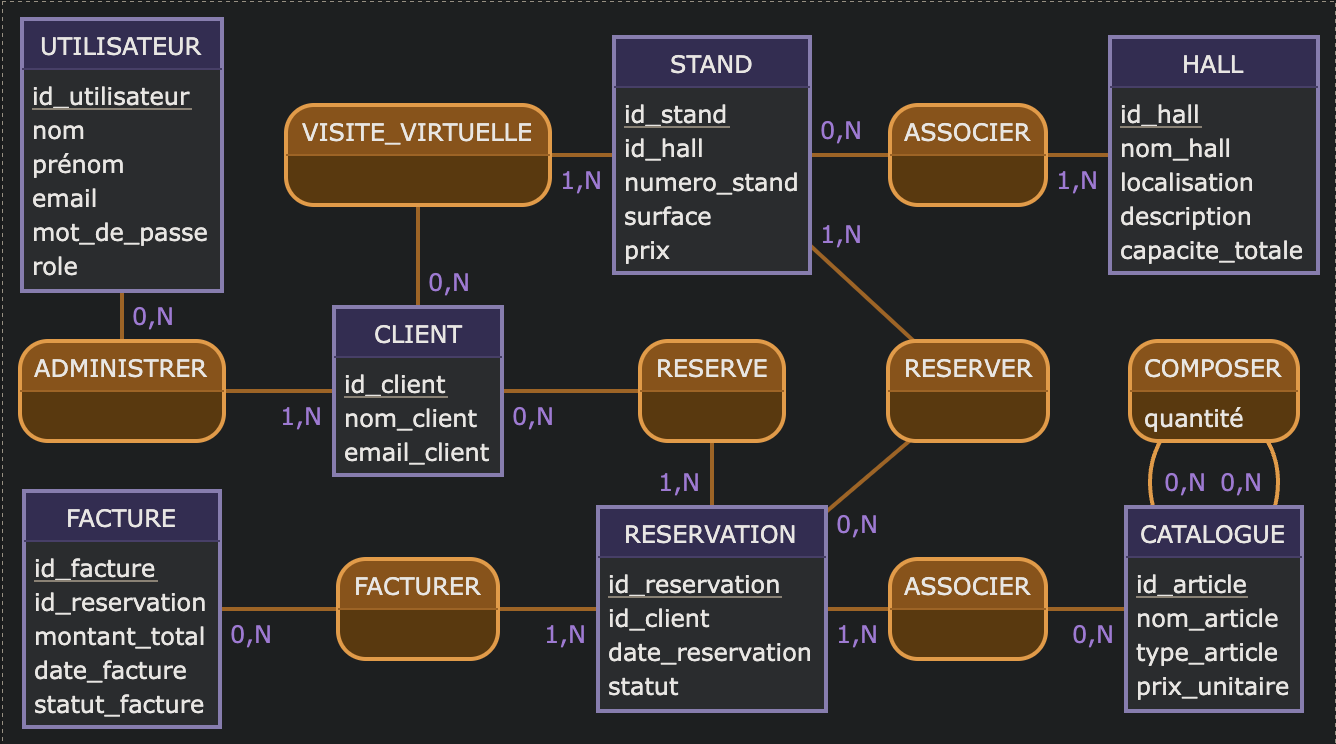 UTILISATEUR
id_utilisateur
nom
prénom
email
mot_de_passe
role
VISITE_VIRTUELLE
1,N
0,N
STAND
id_stand
id_hall
numero_stand
surface
prix
0,N
ASSOCIER
1,N
HALL
id_hall
nom_hall
localisation
description
capacite_totale
1,N
0,N
ADMINISTRER
1,N
CLIENT
id_client
nom_client
email_client
0,N
RESERVE
1,N
RESERVER
0,N
COMPOSER
quantité
0,N 0,N
FACTURE
id_facture
id_reservation
montant_total
date_facture
statut_facture
0,N
FACTURER
1,N
RESERVATION
id_reservation
id_client
date_reservation
statut
1,N
ASSOCIER
0,N
CATALOGUE
id_article
nom_article
type_article
prix_unitaire